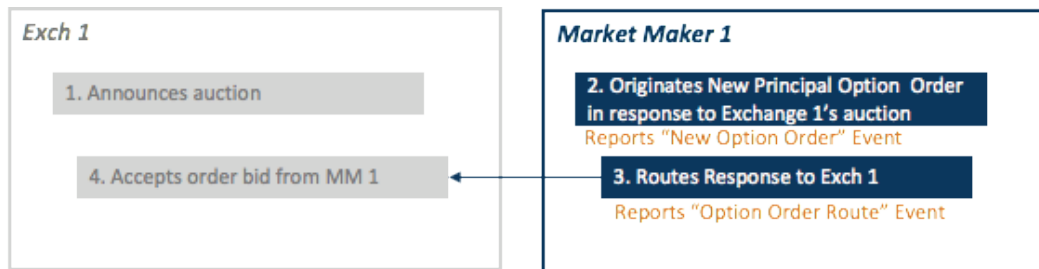 Exch 1
1. Announces auction
4. Accepts order bid from MM 1
Market Maker 1
2. Originates New Principal Option Order
in response to Exchange 1's auction
Reports “New Option Order” Event
3. Routes Response to Exch 1
Reports “Option Order Route” Event